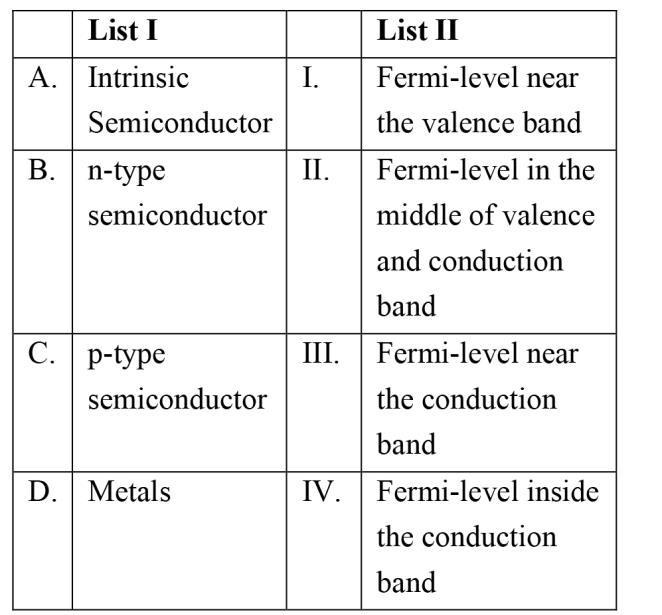 List I List II
A. Intrinsic I. Fermi-level near
Semiconductor the valence band
B. n-type II. Fermi-level in the
semiconductor middle of valence
and conduction
band
C. p-type III. Fermi-level near
semiconductor the conduction
band
D. Metals IV. Fermi-level inside
the conduction
band